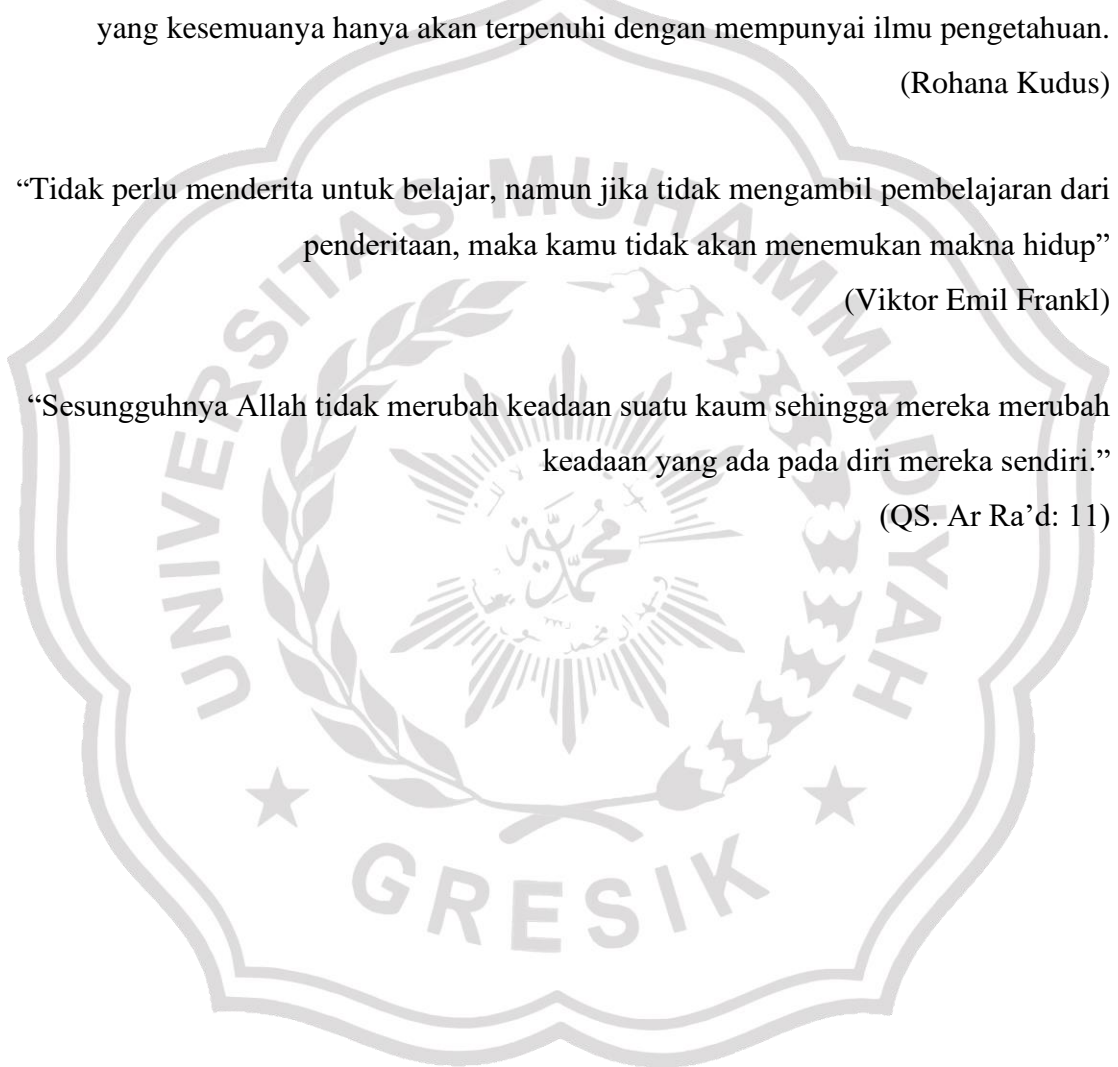 yang kesemuanya hanya akan terpenuhi dengan mempunyai ilmu pengetahuan.
(Rohana Kudus)
“Tidak perlu menderita untuk belajar, namun jika tidak mengambil pembelajaran dari
penderitaan, maka kamu tidak akan menemukan makna hidup”
(Viktor Emil Frankl)
“Sesungguhnya Allah tidak merubah keadaan suatu kaum sehingga mereka merubah
keadaan yang ada pada diri mereka sendiri.”
(QS. Ar Ra’d: 11)
UNIVERSITAS MUHAMMADIYAH
GRESIK